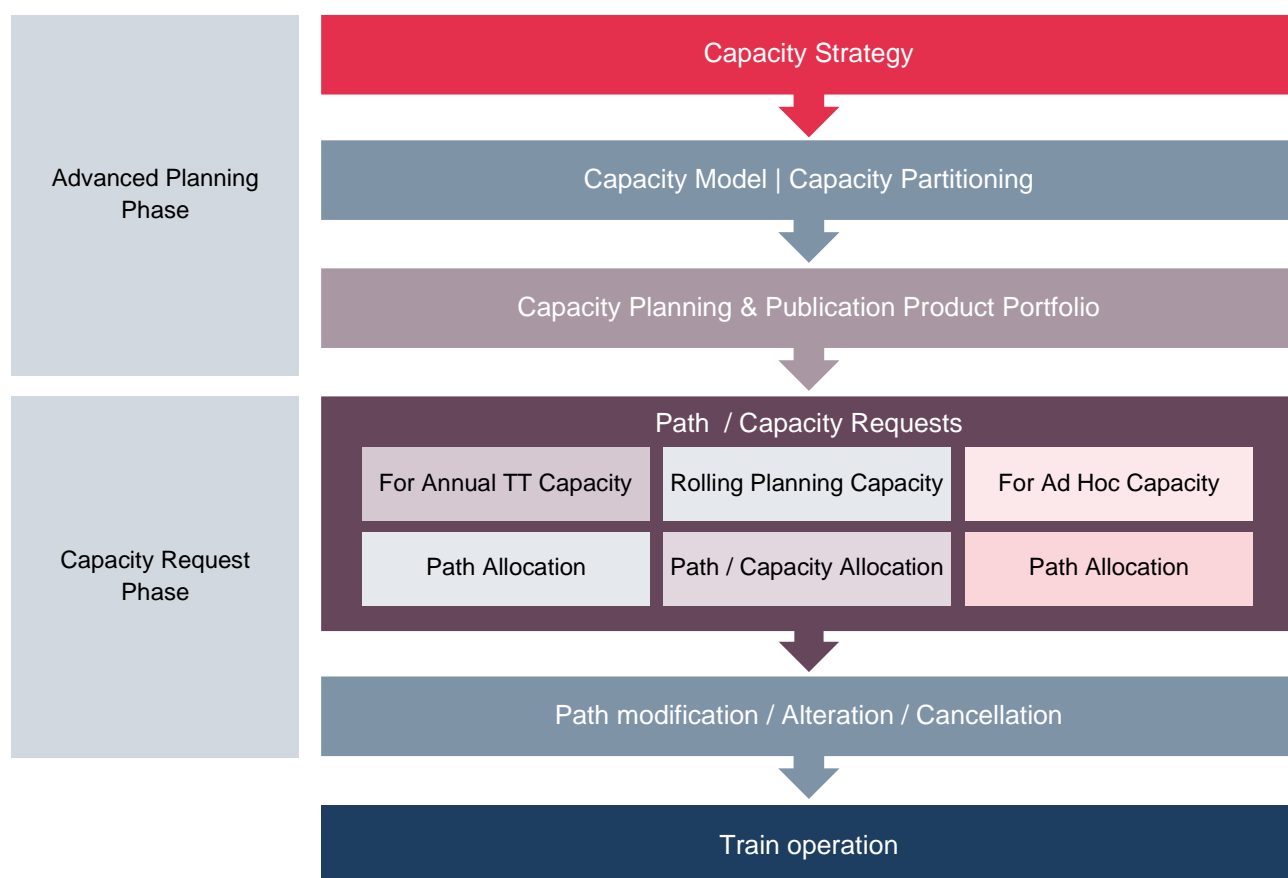 Capacity Strategy
Advanced Planning
Phase
Capacity Model | Capacity Partitioning
Capacity Planning & Publication Product Portfolio
Path / Capacity Requests
For Annual TT Capacity
Rolling Planning Capacity
For Ad Hoc Capacity
Path Allocation
Path / Capacity Allocation
Path Allocation
Capacity Request
Phase
Path modification / Alteration / Cancellation
Train operation